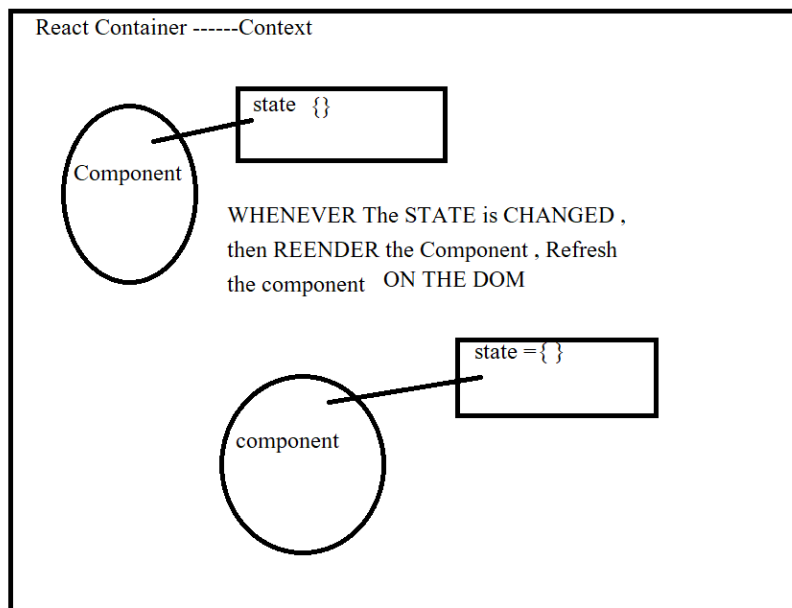 React Container ------Context
state {}
Component
WHENEVER The STATE is CHANGED ,
then REENDER the Component , Refresh
the component ON THE DOM
state ={ }
component